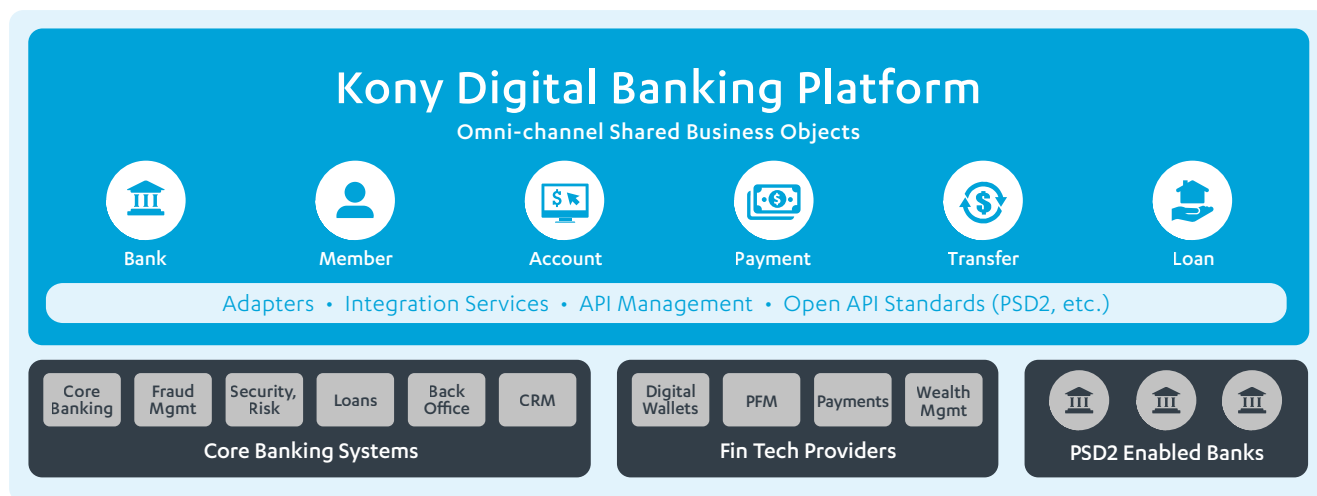 Kony Digital Banking Platform
Omni-channel Shared Business Objects
$
$
$
Bank
Member
Account
Payment
Transfer
Loan
Adapters • Integration Services • API Management • Open API Standards (PSD2, etc.)
Core
Banking
Fraud
Mgmt
Security,
Risk
Loans
Back
Office
CRM
Core Banking Systems
Digital
Wallets
PFM
Payments
Wealth
Mgmt
Fin Tech Providers
PSD2 Enabled Banks